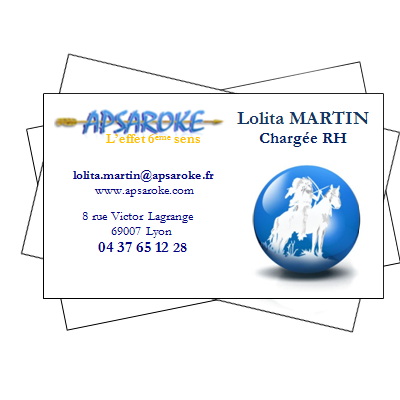 APSAROKE
L'effet 6ème sens
Lolita MARTIN
Chargée RH
lolita.martin@apsaroke.fr
www.apsaroke.com
8 rue Victor Lagrange
69007 Lyon
04 37 65 12 28